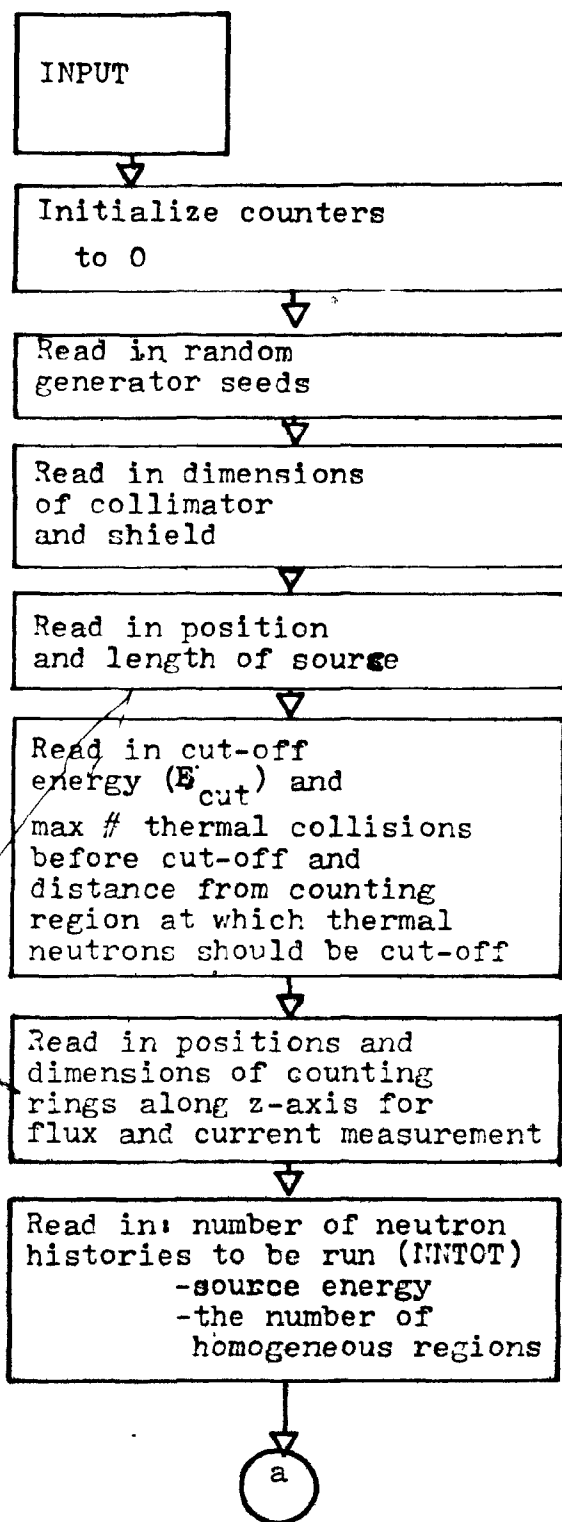 INPUT
Initialize counters
to 0
Read in random
generator seeds
Read in dimensions
of collimator
and shield
Read in position
and length of source
Read in cut-off
energy (E_cut) and
max # thermal collisions
before cut-off and
distance from counting
region at which thermal
neutrons should be cut-off
Read in positions and
dimensions of counting
rings along z-axis for
flux and current measurement
Read in: number of neutron
histories to be run (NNTOT)
-source energy
-the number of
homogeneous regions
a